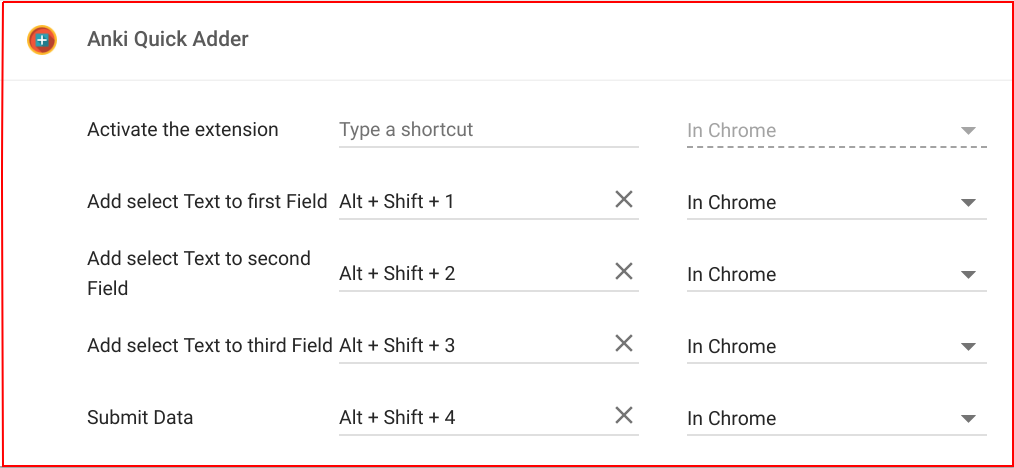 Anki Quick Adder
Activate the extension Type a shortcut In Chrome
Add select Text to first Field Alt + Shift + 1 In Chrome
Add select Text to second
Field Alt + Shift + 2 In Chrome
Add select Text to third Field Alt + Shift + 3 In Chrome
Submit Data Alt + Shift + 4 In Chrome